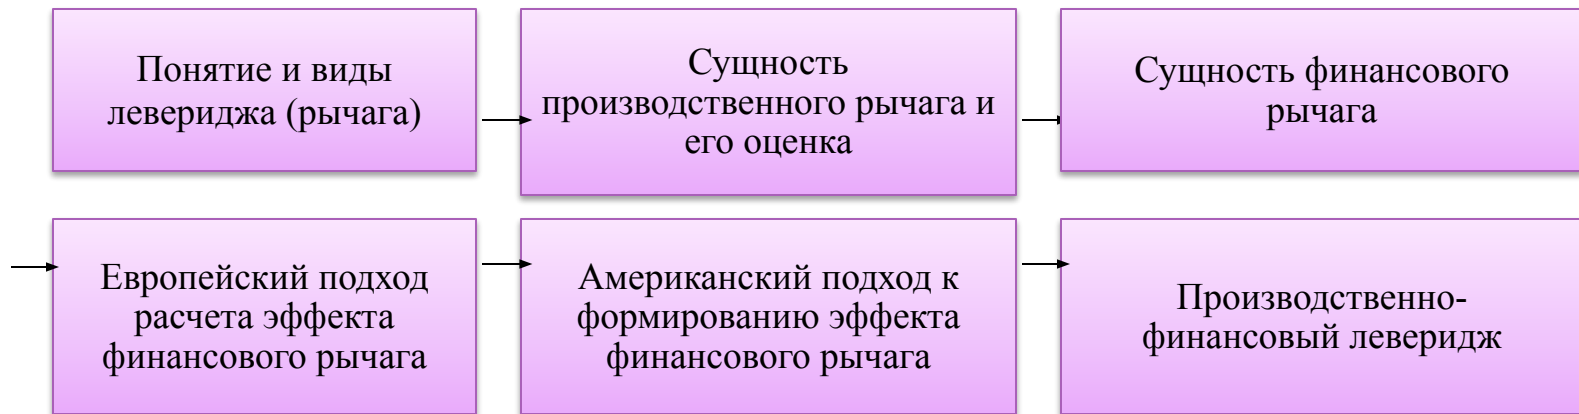 Понятие и виды
левериджа (рычага)
Сущность
производственного рычага и
его оценка
Сущность финансового
рычага
Европейский подход
расчета эффекта
финансового рычага
Американский подход к
формированию эффекта
финансового рычага
Производственно-
финансовый леверидж